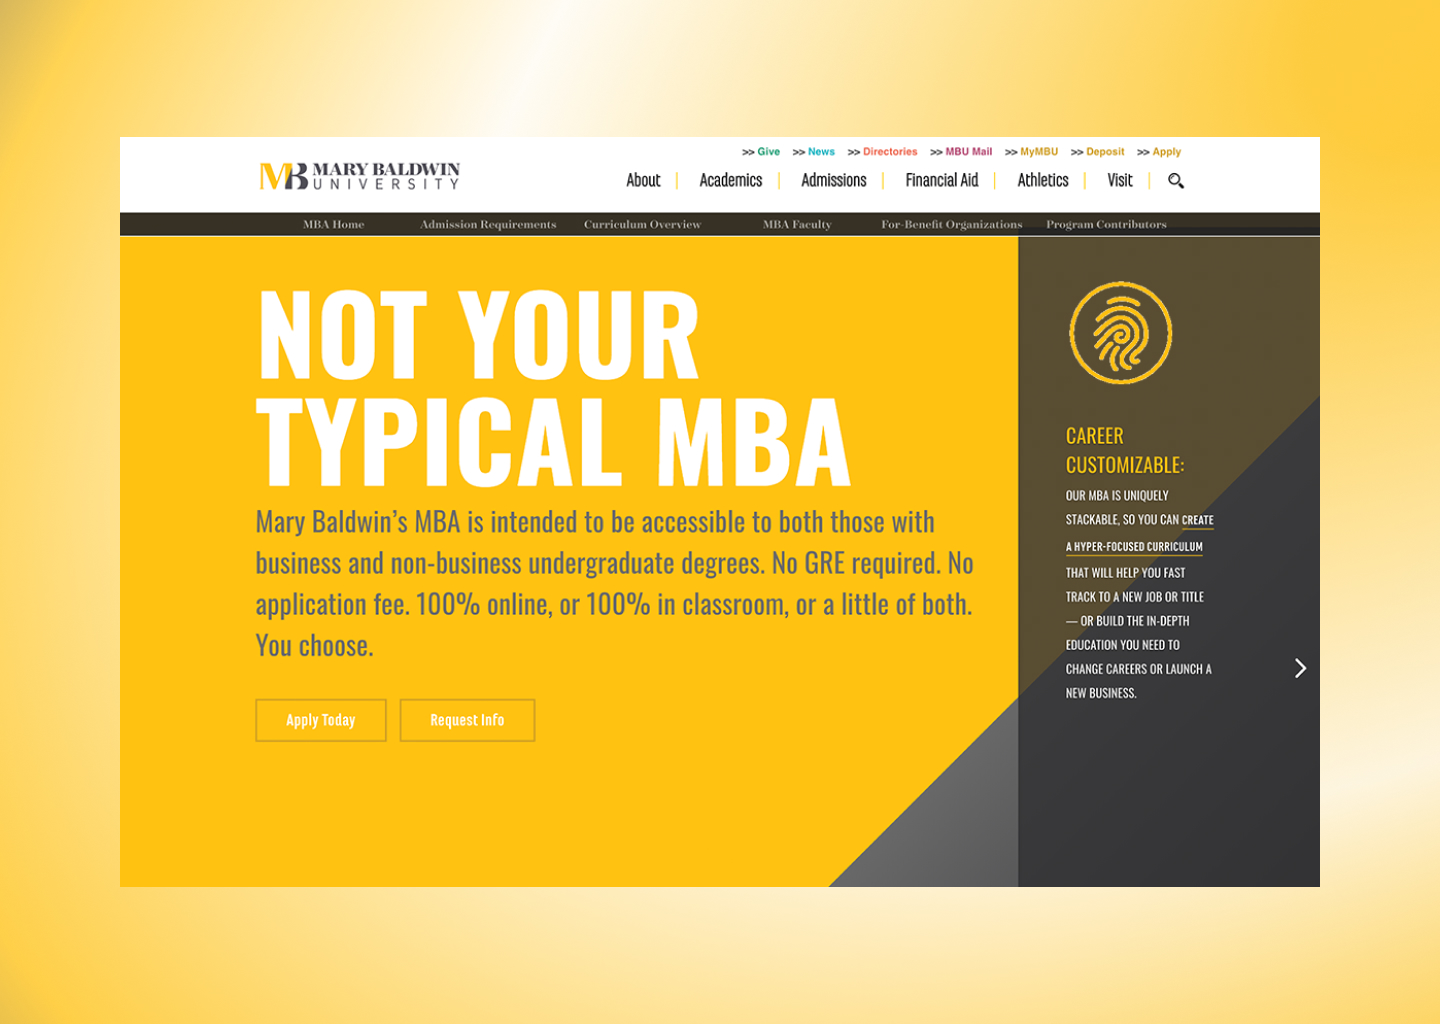 >> Give >> News >> Directories >> MBU Mail >> MyMBU >> Deposit >> Apply
MB MARY BALDWIN
UNIVERSITY
About Academics Admissions Financial Aid Athletics Visit
MBA Home Admission Requirements Curriculum Overview MBA Faculty For-Benefit Organizations Program Contributors
NOT YOUR
TYPICAL MBA
Mary Baldwin’s MBA is intended to be accessible to both those with
business and non-business undergraduate degrees. No GRE required. No
application fee. 100% online, or 100% in classroom, or a little of both.
You choose.
Apply Today Request Info
CAREER
CUSTOMIZABLE:
OUR MBA IS UNIQUELY
STACKABLE, SO YOU CAN CREATE
A HYPER-FOCUSED CURRICULUM
THAT WILL HELP YOU FAST
TRACK TO A NEW JOB OR TITLE
— OR BUILD THE IN-DEPTH
EDUCATION YOU NEED TO
CHANGE CAREERS OR LAUNCH A
NEW BUSINESS.